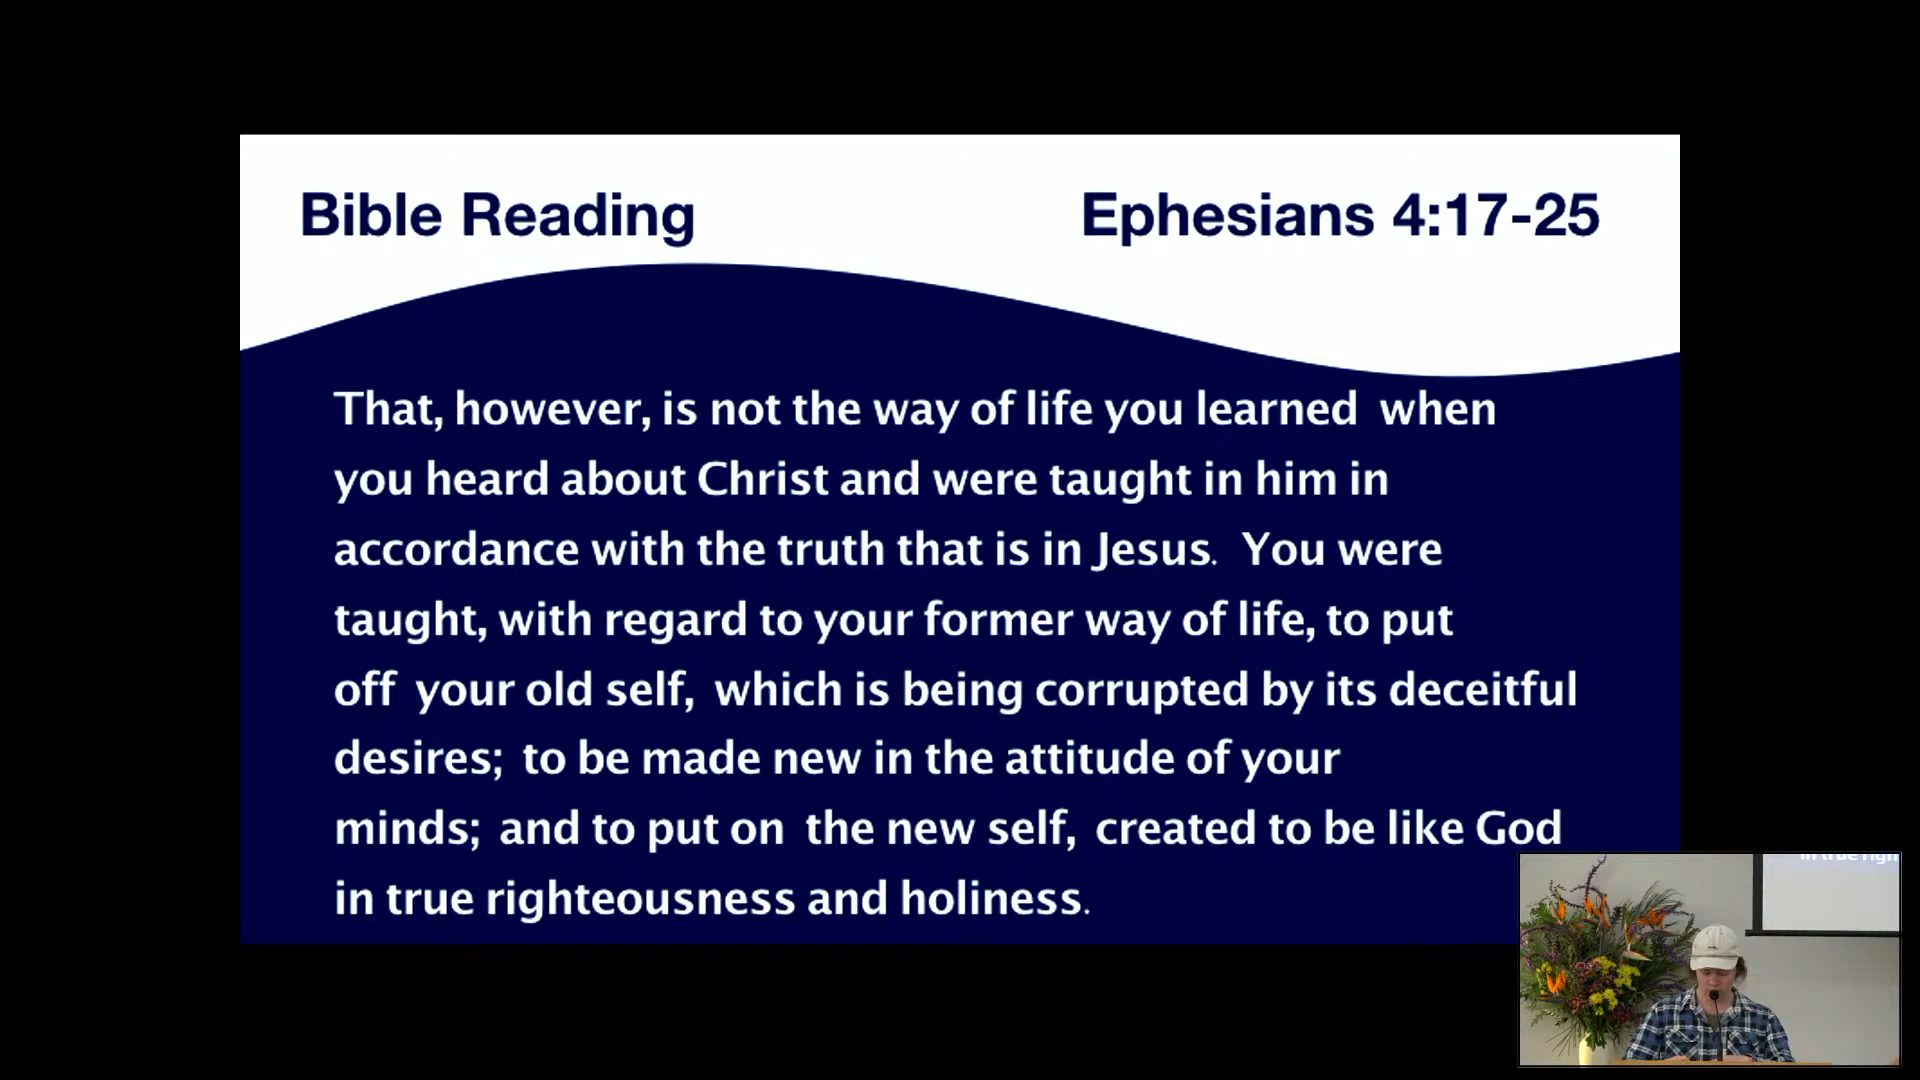 Bible Reading
Ephesians 4:17-25
That, however, is not the way of life you learned when
you heard about Christ and were taught in him in
accordance with the truth that is in Jesus. You were
taught, with regard to your former way of life, to put
off your old self, which is being corrupted by its deceitful
desires; to be made new in the attitude of your
minds; and to put on the new self, created to be like God
in true righteousness and holiness.
in true righ